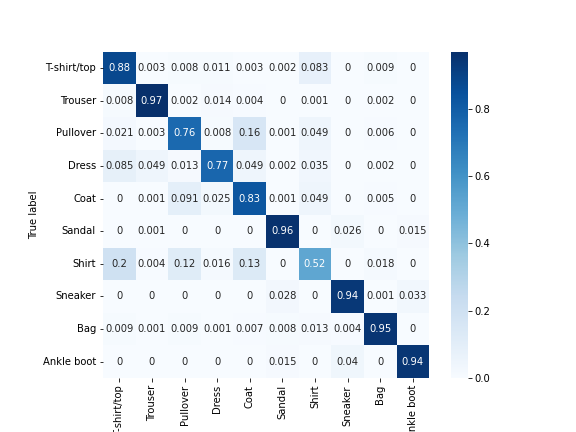 T-shirt/top 0.88 0.003 0.008 0.011 0.003 0.002 0.083 0 0.009 0
Trouser 0.008 0.97 0.002 0.014 0.004 0 0.001 0 0.002 0
Pullover 0.021 0.003 0.76 0.008 0.16 0.001 0.049 0 0.006 0
Dress 0.085 0.049 0.013 0.77 0.049 0.002 0.035 0 0.002 0
Coat 0 0.001 0.091 0.025 0.83 0.001 0.049 0 0.005 0
Sandal 0 0.001 0 0 0 0.96 0 0.026 0 0.015
Shirt 0.2 0.004 0.12 0.016 0.13 0 0.52 0 0.018 0
Sneaker 0 0 0 0 0 0.028 0 0.94 0.001 0.033
Bag 0.009 0.001 0.009 0.001 0.007 0.008 0.013 0.004 0.95 0
Ankle boot 0 0 0 0 0 0.015 0 0.04 0 0.94
True label
-shirt/top Trouser Pullover Dress Coat Sandal Shirt Sneaker Bag nkle boot
0.8
0.6
0.4
0.2
0.0